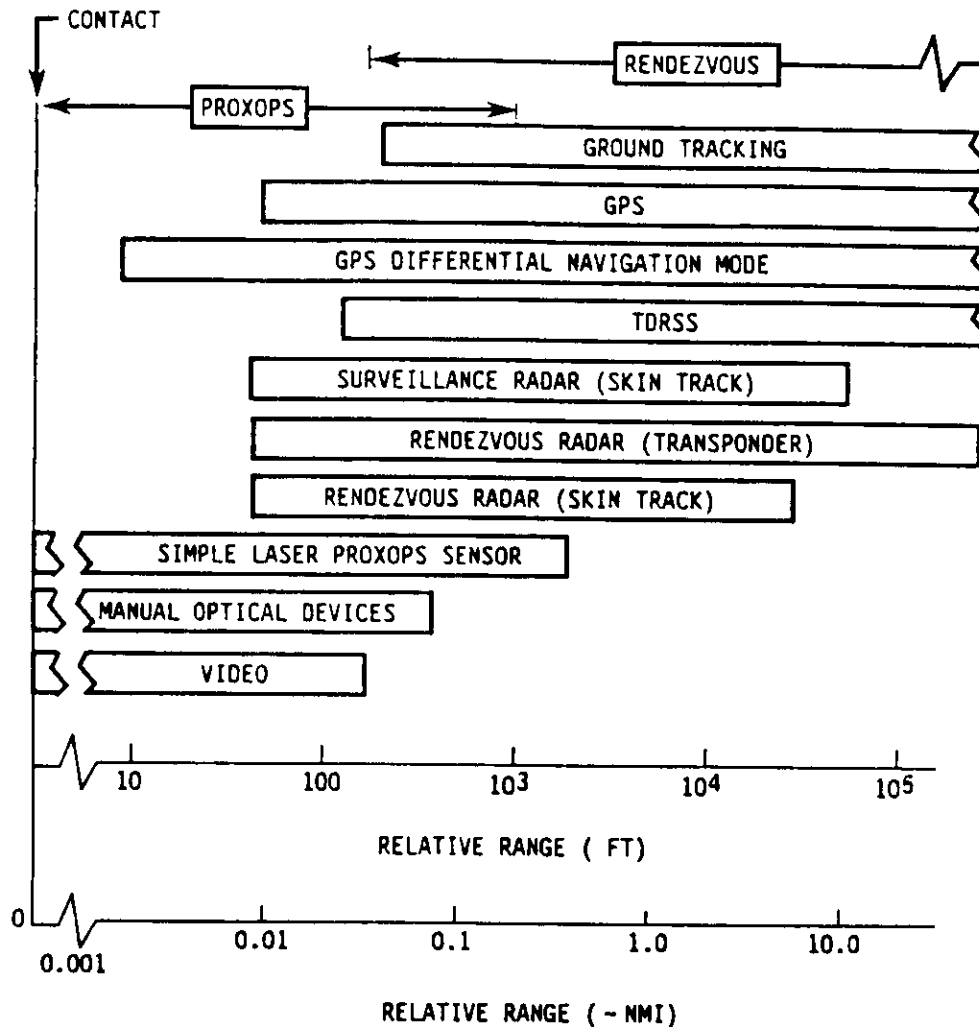 CONTACT
RENDEZVOUS
PROXOPS
GROUND TRACKING
GPS
GPS DIFFERENTIAL NAVIGATION MODE
TDRSS
SURVEILLANCE RADAR (SKIN TRACK)
RENDEZVOUS RADAR (TRANSPONDER)
RENDEZVOUS RADAR (SKIN TRACK)
SIMPLE LASER PROXOPS SENSOR
MANUAL OPTICAL DEVICES
VIDEO
10 100 10³ 10⁴ 10⁵
RELATIVE RANGE ( FT)
0
0.001 0.01 0.1 1.0 10.0
RELATIVE RANGE (~NMI)